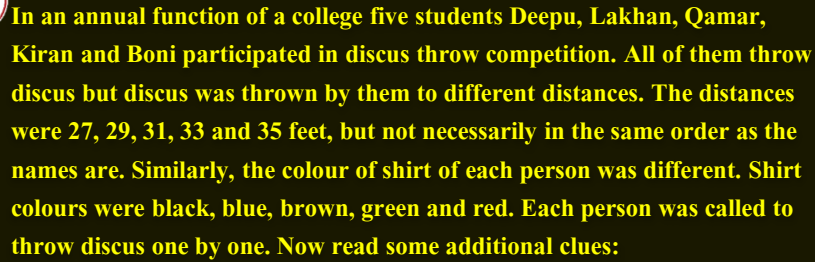 In an annual function of a college five students Deepu, Lakhan, Qamar,
Kiran and Boni participated in discus throw competition. All of them throw
discus but discus was thrown by them to different distances. The distances
were 27, 29, 31, 33 and 35 feet, but not necessarily in the same order as the
names are. Similarly, the colour of shirt of each person was different. Shirt
colours were black, blue, brown, green and red. Each person was called to
throw discus one by one. Now read some additional clues: